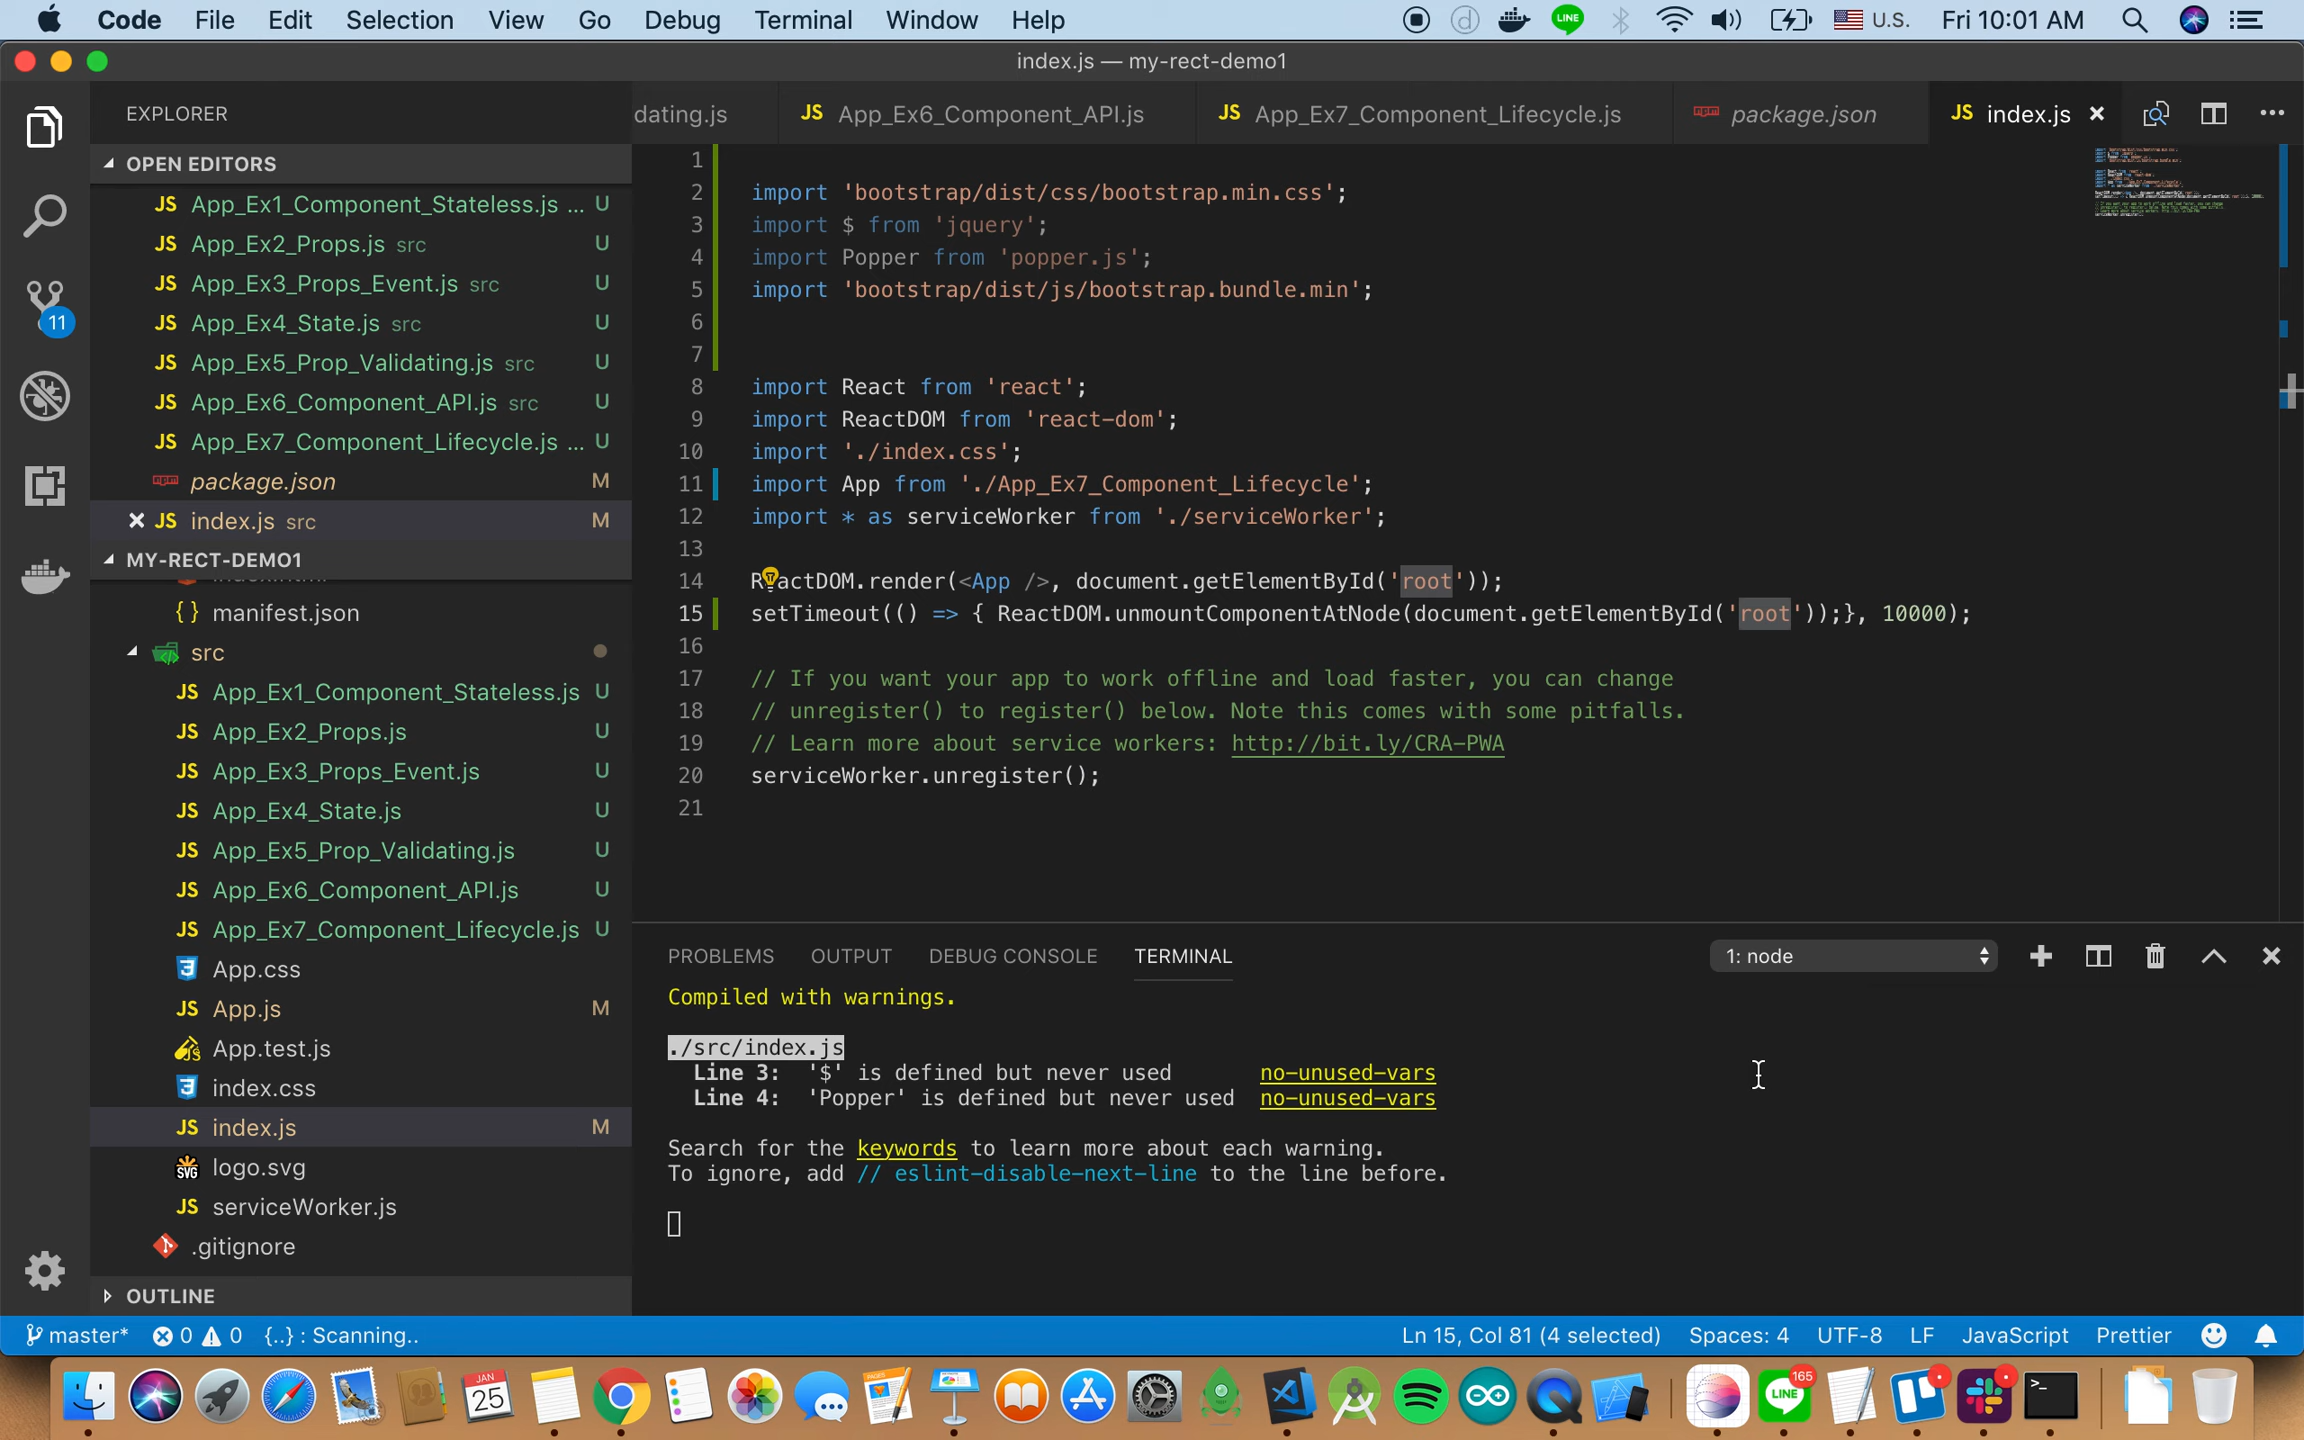 Code File Edit Selection View Go Debug Terminal Window Help LINE U.S. Fri 10:01 AM
index.js — my-rect-demo1
EXPLORER
dating.js JS App_Ex6_Component_API.js JS App_Ex7_Component_Lifecycle.js package.json JS index.js
OPEN EDITORS
JS App_Ex1_Component_Stateless.js ... U
JS App_Ex2_Props.js src U
JS App_Ex3_Props_Event.js src U
JS App_Ex4_State.js src U
JS App_Ex5_Prop_Validating.js src U
JS App_Ex6_Component_API.js src U
JS App_Ex7_Component_Lifecycle.js ... U
package.json M
JS index.js src M
11
MY-RECT-DEMO1
{} manifest.json
src
JS App_Ex1_Component_Stateless.js U
JS App_Ex2_Props.js U
JS App_Ex3_Props_Event.js U
JS App_Ex4_State.js U
JS App_Ex5_Prop_Validating.js U
JS App_Ex6_Component_API.js U
JS App_Ex7_Component_Lifecycle.js U
App.css
JS App.js M
App.test.js
index.css
JS index.js M
SVG logo.svg
JS serviceWorker.js
.gitignore
OUTLINE
1
2 import 'bootstrap/dist/css/bootstrap.min.css';
3 import $ from 'jquery';
4 import Popper from 'popper.js';
5 import 'bootstrap/dist/js/bootstrap.bundle.min';
6
7
8 import React from 'react';
9 import ReactDOM from 'react-dom';
10 import './index.css';
11 import App from './App_Ex7_Component_Lifecycle';
12 import * as serviceWorker from './serviceWorker';
13
14 ReactDOM.render(<App />, document.getElementById('root'));
15 setTimeout(() => { ReactDOM.unmountComponentAtNode(document.getElementById('root'));}, 10000);
16
17 // If you want your app to work offline and load faster, you can change
18 // unregister() to register() below. Note this comes with some pitfalls.
19 // Learn more about service workers: http://bit.ly/CRA-PWA
20 serviceWorker.unregister();
21
PROBLEMS OUTPUT DEBUG CONSOLE TERMINAL 1: node
Compiled with warnings.
./src/index.js
Line 3: '$' is defined but never used no-unused-vars
Line 4: 'Popper' is defined but never used no-unused-vars
Search for the keywords to learn more about each warning.
To ignore, add // eslint-disable-next-line to the line before.
master* 0 0 {..} : Scanning.. Ln 15, Col 81 (4 selected) Spaces: 4 UTF-8 LF JavaScript Prettier
JAN
25
LINE
165